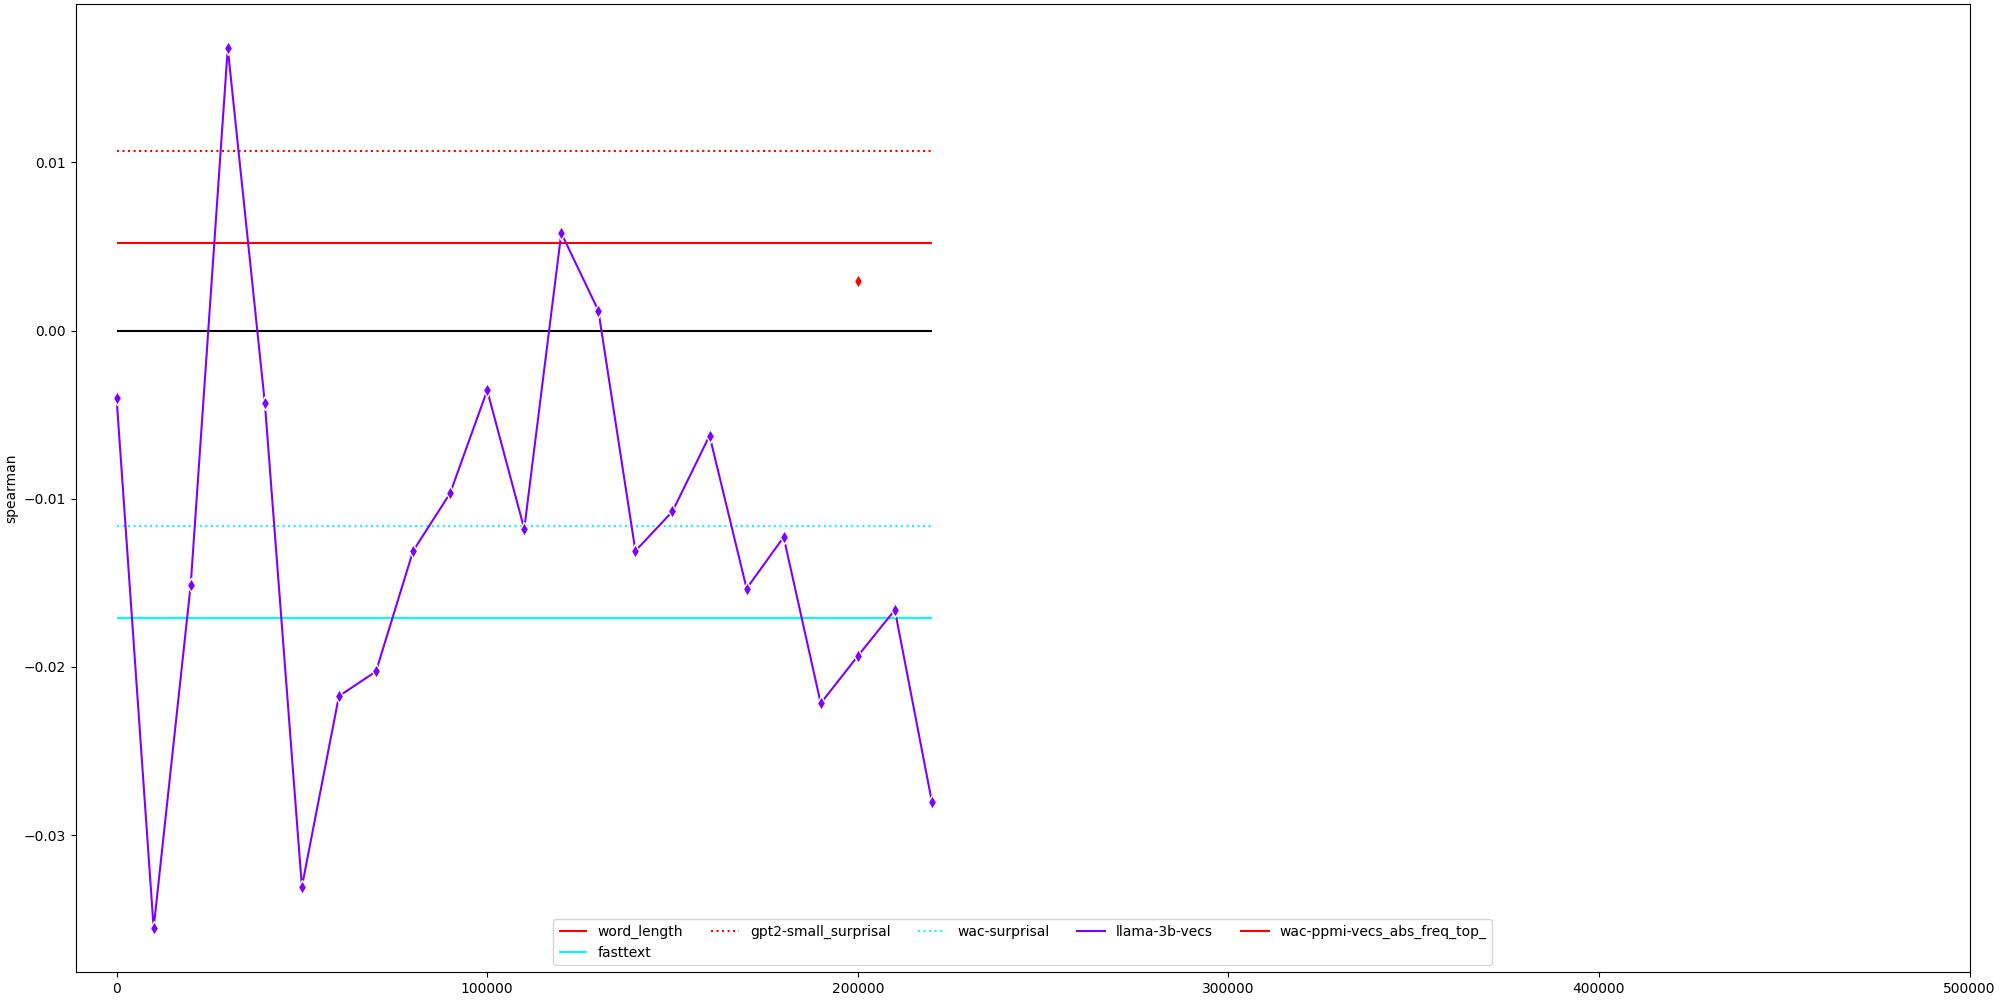 0.01
0.00
−0.01
−0.02
−0.03
spearman
word_length gpt2-small_surprisal wac-surprisal llama-3b-vecs wac-ppmi-vecs_abs_freq_top_
fasttext
0 100000 200000 300000 400000 500000